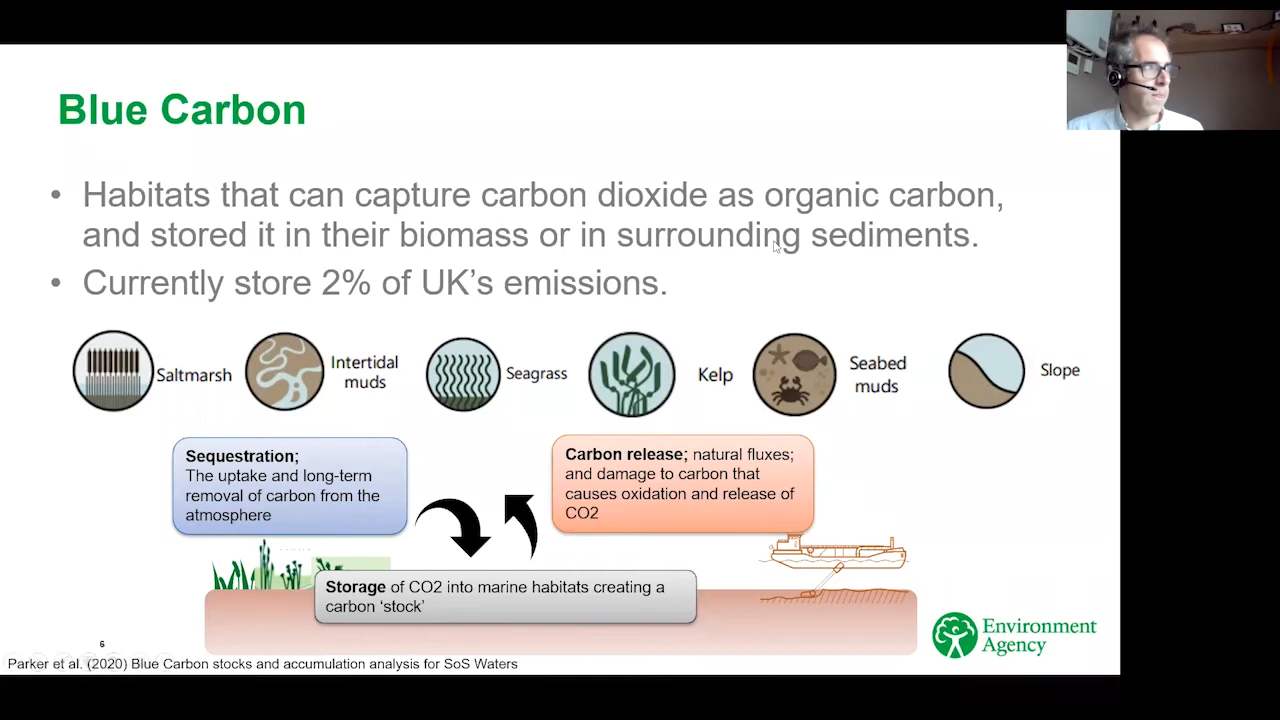 Blue Carbon
• Habitats that can capture carbon dioxide as organic carbon,
and stored it in their biomass or in surrounding sediments.
• Currently store 2% of UK's emissions.
Saltmarsh
Intertidal
muds
Seagrass
Kelp
Seabed
muds
Slope
Sequestration;
The uptake and long-term
removal of carbon from the
atmosphere
Carbon release; natural fluxes;
and damage to carbon that
causes oxidation and release of
CO2
Storage of CO2 into marine habitats creating a
carbon 'stock'
Environment
Agency
6
Parker et al. (2020) Blue Carbon stocks and accumulation analysis for SoS Waters